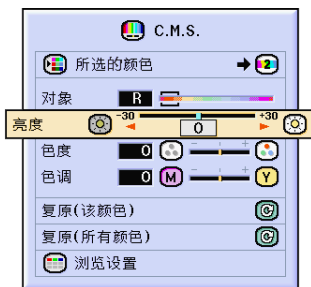 C.M.S.
所选的颜色 2
对象 R
亮度 -30 0 +30
色度 0 - +
色调 0 M - + Y
复原(该颜色)
复原(所有颜色)
浏览设置